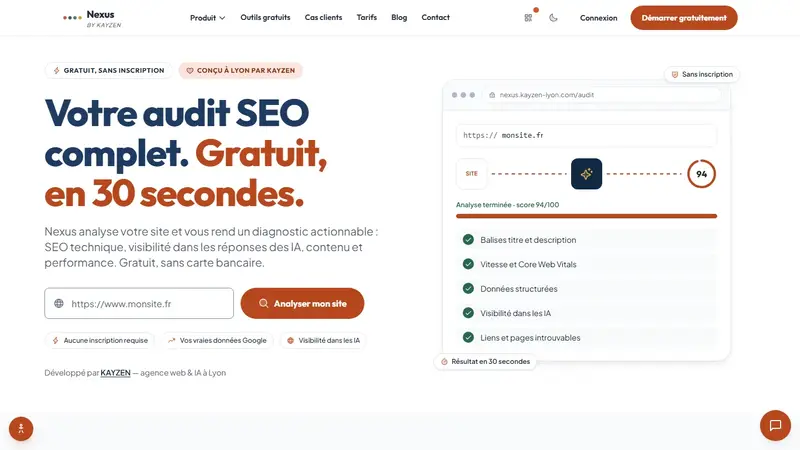 Nexus
BY KAYZEN
Produit
Outils gratuits
Cas clients
Tarifs
Blog
Contact
Connexion
Démarrer gratuitement
GRATUIT, SANS INSCRIPTION
CONÇU À LYON PAR KAYZEN
Votre audit SEO
complet. Gratuit,
en 30 secondes.
Nexus analyse votre site et vous rend un diagnostic actionnable :
SEO technique, visibilité dans les réponses des IA, contenu et
performance. Gratuit, sans carte bancaire.
https://www.monsite.fr
Analyser mon site
Aucune inscription requise
Vos vraies données Google
Visibilité dans les IA
Développé par KAYZEN — agence web & IA à Lyon
Sans inscription
nexus.kayzen-lyon.com/audit
https:// monsite.fr
SITE
94
Analyse terminée · score 94/100
Balises titre et description
Vitesse et Core Web Vitals
Données structurées
Visibilité dans les IA
Liens et pages introuvables
Résultat en 30 secondes